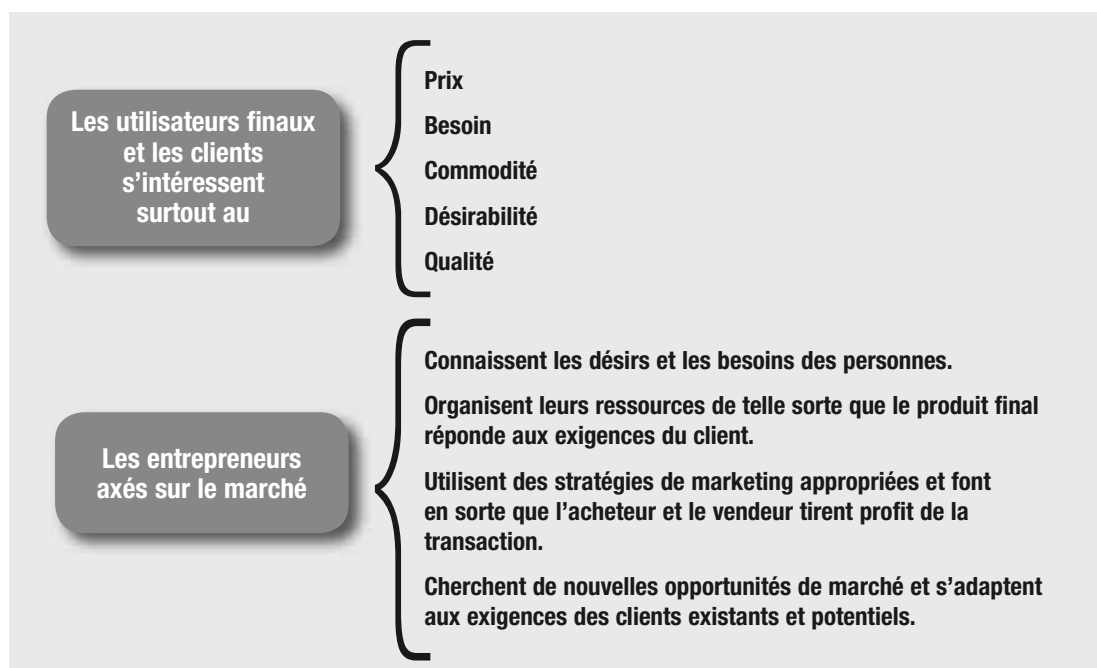 Les utilisateurs finaux
et les clients
s'intéressent
surtout au
Prix
Besoin
Commodité
Désirabilité
Qualité
Les entrepreneurs
axés sur le marché
Connaissent les désirs et les besoins des personnes.
Organisent leurs ressources de telle sorte que le produit final
réponde aux exigences du client.
Utilisent des stratégies de marketing appropriées et font
en sorte que l'acheteur et le vendeur tirent profit de la
transaction.
Cherchent de nouvelles opportunités de marché et s'adaptent
aux exigences des clients existants et potentiels.